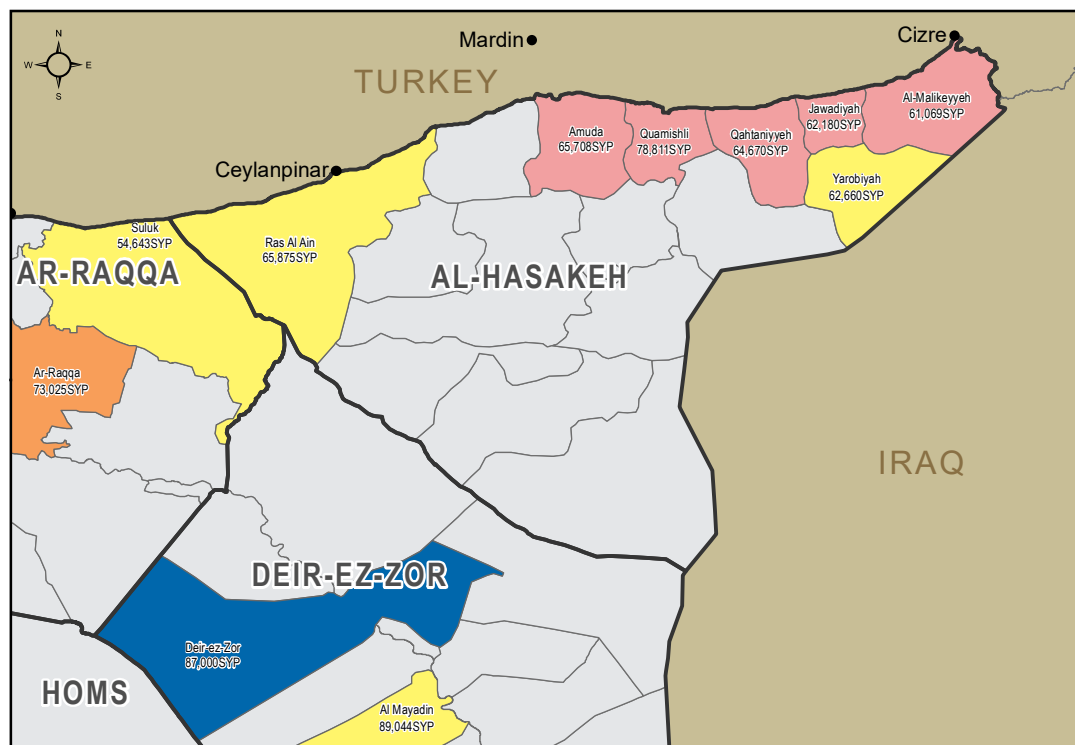 N
W
E
S
Mardin
Cizre
TURKEY
Ceylanpinar
Amuda
65,708SYP
Quamishli
78,811SYP
Qahtaniyyeh
64,670SYP
Jawadiyah
62,180SYP
Al-Malikeyyeh
61,069SYP
Yarobiyah
62,660SYP
Suluk
54,643SYP
Ras Al Ain
65,875SYP
AR-RAQQA
AL-HASAKEH
Ar-Raqqa
73,025SYP
IRAQ
DEIR-EZ-ZOR
Deir-ez-Zor
87,000SYP
HOMS
Al Mayadin
89,044SYP